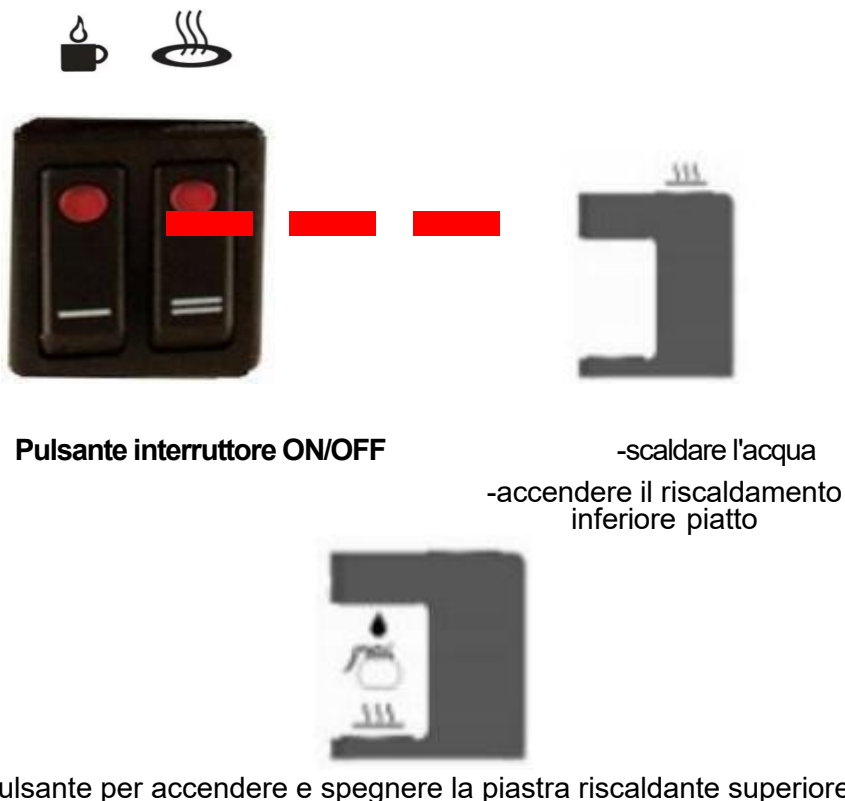 Pulsante interruttore ON/OFF
-scaldare l'acqua
-accendere il riscaldamento
inferiore piatto
ulsante per accendere e spegnere la piastra riscaldante superiore